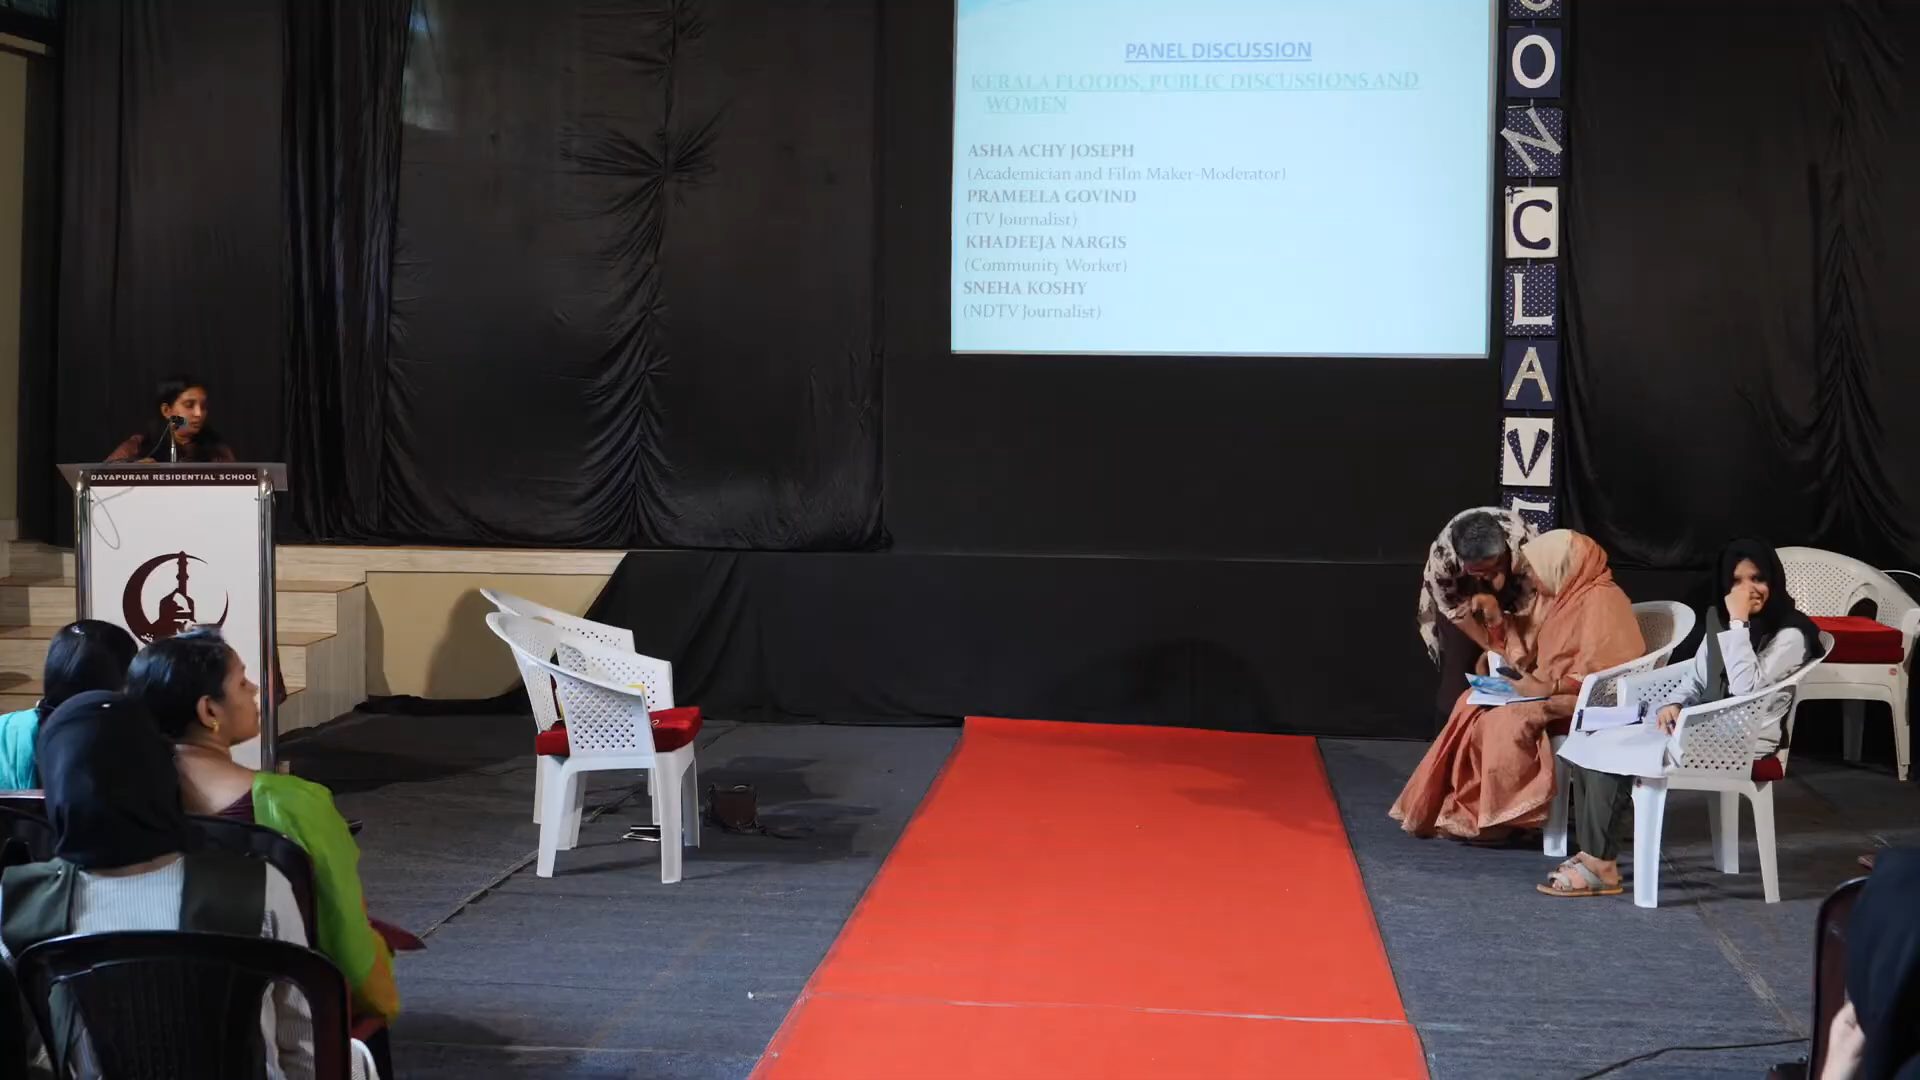 PANEL DISCUSSION
KERALA FLOODS, PUBLIC DISCUSSIONS AND
WOMEN
ASHA ACHY JOSEPH
(Academician and Film Maker-Moderator)
PRAMEELA GOVIND
(TV Journalist)
KHADEEJA NARGIS
(Community Worker)
SNEHA KOSHY
(NDTV Journalist)
ONCLAVE
DAYAPURAM RESIDENTIAL SCHOOL